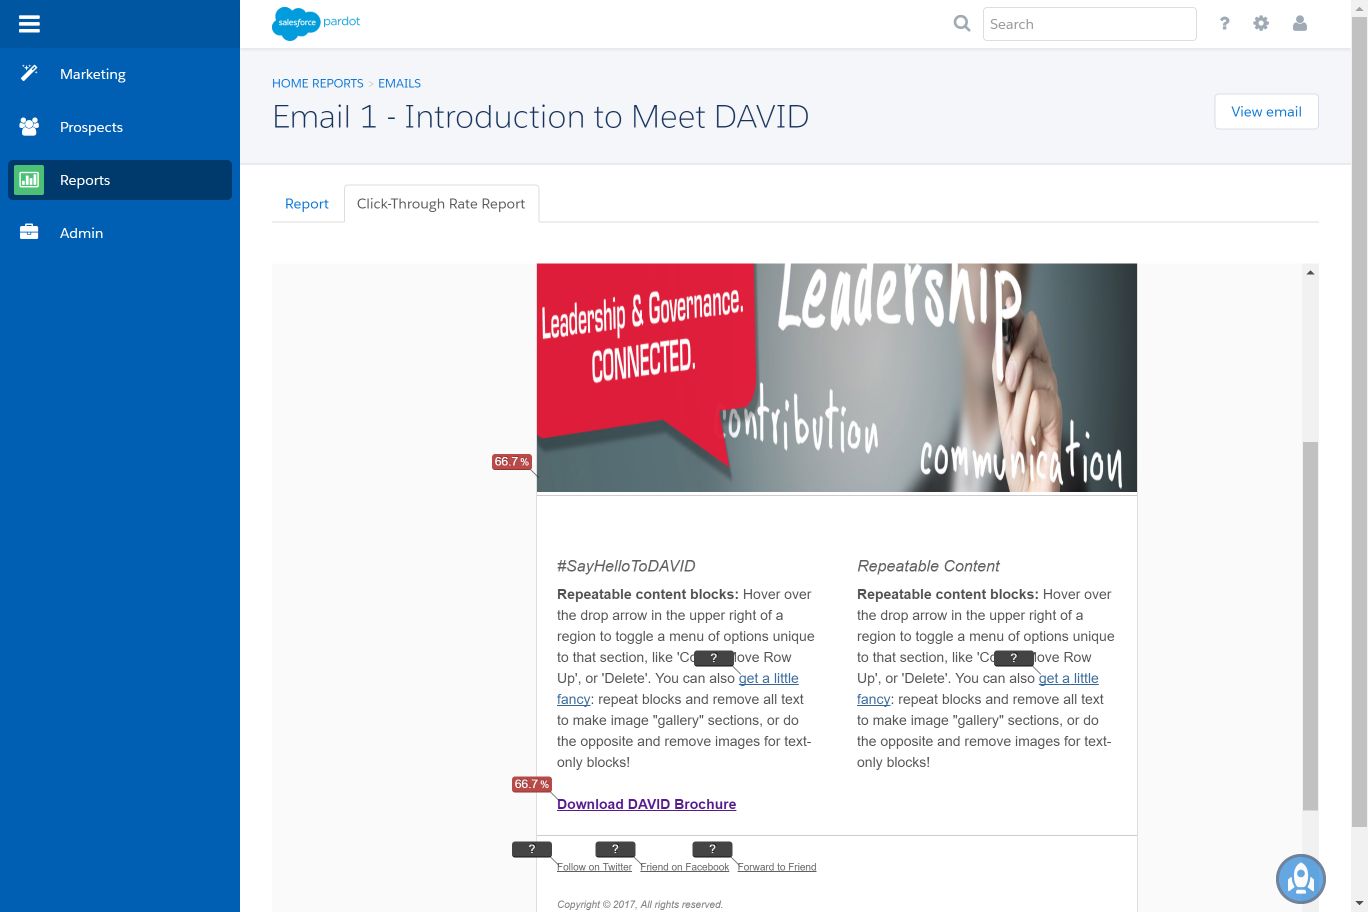 salesforce pardot
Search
?
Marketing
Prospects
Reports
Admin
HOME REPORTS > EMAILS
Email 1 - Introduction to Meet DAVID
View email
Report
Click-Through Rate Report
Leadership & Governance.
CONNECTED.
Leadership
contribution
communication
66.7 %
#SayHelloToDAVID
Repeatable content blocks: Hover over
the drop arrow in the upper right of a
region to toggle a menu of options unique
to that section, like 'Co ? Move Row
Up', or 'Delete'. You can also get a little
fancy: repeat blocks and remove all text
to make image "gallery" sections, or do
the opposite and remove images for text-
only blocks!
66.7 %
Download DAVID Brochure
Repeatable Content
Repeatable content blocks: Hover over
the drop arrow in the upper right of a
region to toggle a menu of options unique
to that section, like 'Co ? Move Row
Up', or 'Delete'. You can also get a little
fancy: repeat blocks and remove all text
to make image "gallery" sections, or do
the opposite and remove images for text-
only blocks!
? ? ?
Follow on Twitter Friend on Facebook Forward to Friend
Copyright © 2017, All rights reserved.